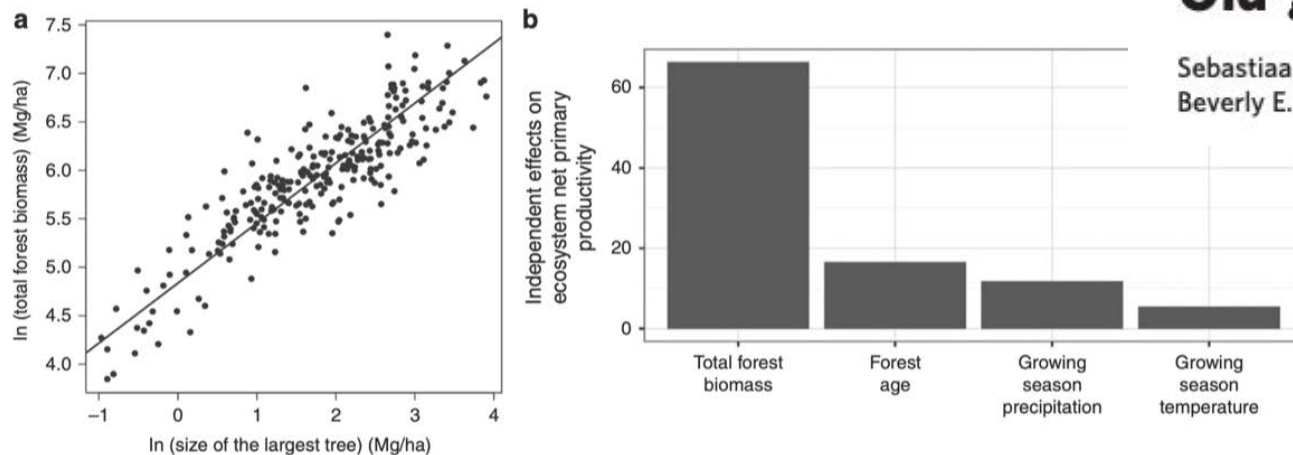 a
7.5
7.0
6.5
6.0
5.5
5.0
4.5
4.0
ln (total forest biomass) (Mg/ha)
−1 0 1 2 3 4
ln (size of the largest tree) (Mg/ha)
b
60
40
20
0
Independent effects on
ecosystem net primary
productivity
Total forest
biomass
Forest
age
Growing
season
precipitation
Growing
season
temperature
Sebastiaa
Beverly E.